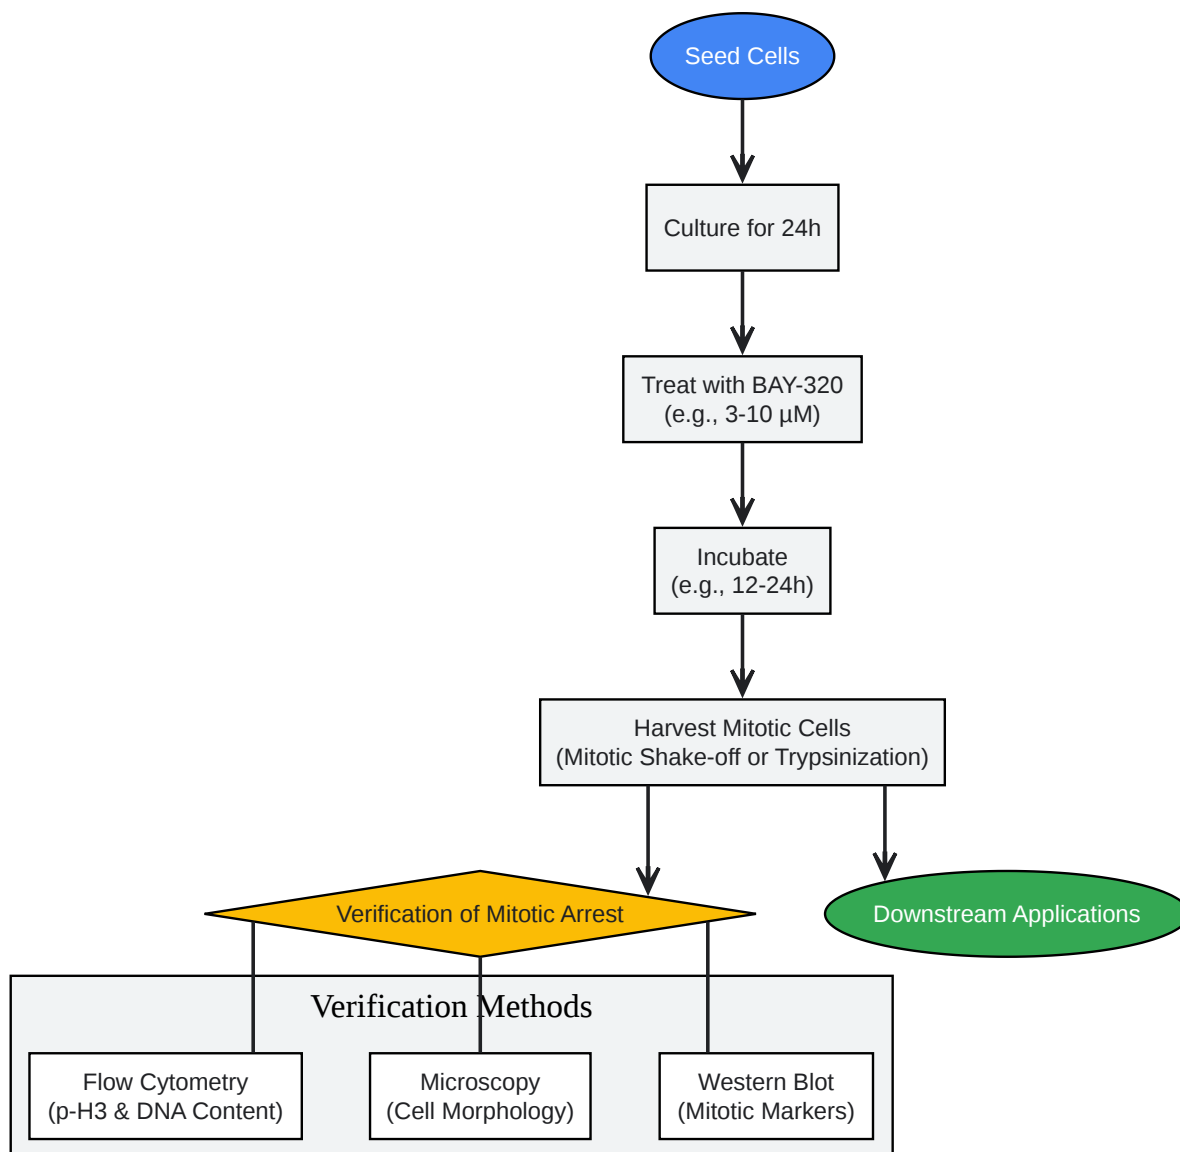 Seed Cells
Culture for 24h
Treat with BAY-320
(e.g., 3-10 µM)
Incubate
(e.g., 12-24h)
Harvest Mitotic Cells
(Mitotic Shake-off or Trypsinization)
Verification of Mitotic Arrest
Downstream Applications
Verification Methods
Flow Cytometry
(p-H3 & DNA Content)
Microscopy
(Cell Morphology)
Western Blot
(Mitotic Markers)